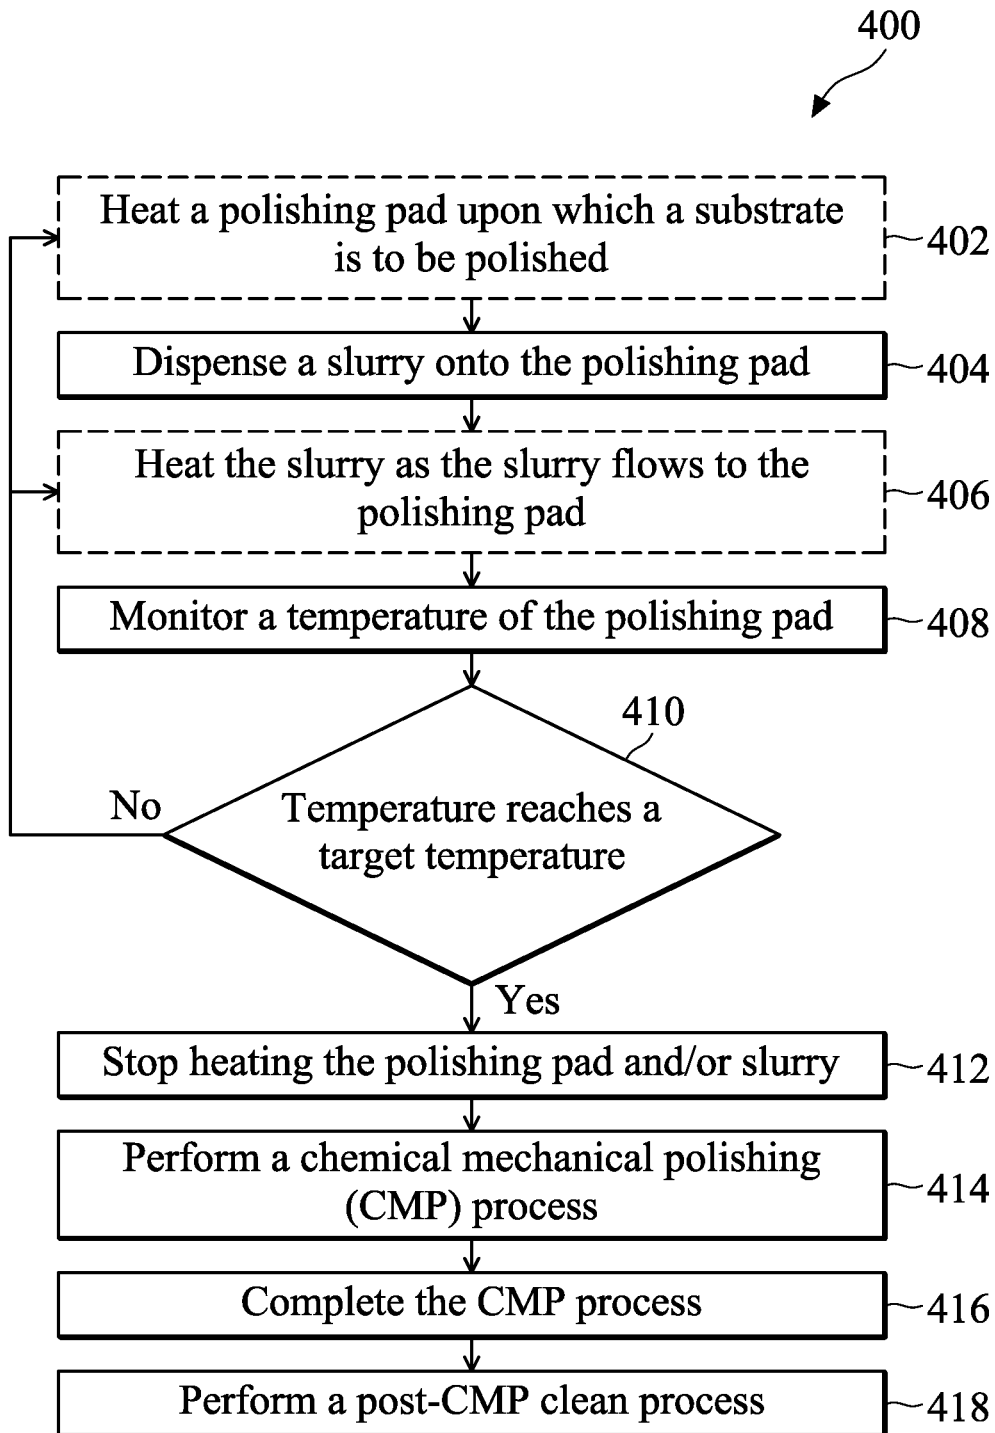 400
Heat a polishing pad upon which a substrate
is to be polished
402
Dispense a slurry onto the polishing pad
404
Heat the slurry as the slurry flows to the
polishing pad
406
Monitor a temperature of the polishing pad
408
410
No
Temperature reaches a
target temperature
Yes
Stop heating the polishing pad and/or slurry
412
Perform a chemical mechanical polishing
(CMP) process
414
Complete the CMP process
416
Perform a post-CMP clean process
418